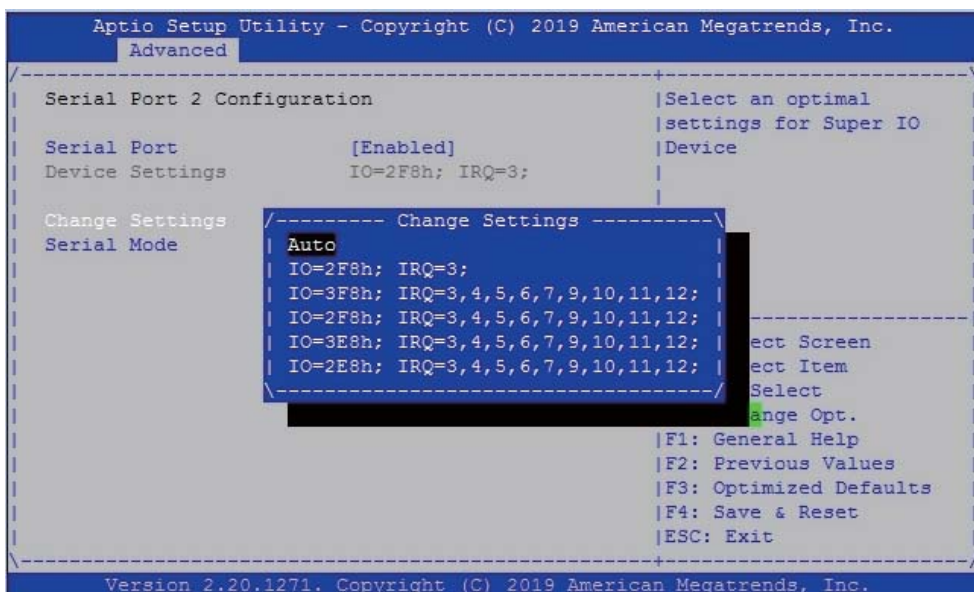 Aptio Setup Utility – Copyright (C) 2019 American Megatrends, Inc.
Advanced
Serial Port 2 Configuration
Select an optimal
settings for Super IO
Serial Port [Enabled] Device
Device Settings IO=2F8h; IRQ=3;
Change Settings Change Settings
Serial Mode Auto
IO=2F8h; IRQ=3;
IO=3F8h; IRQ=3,4,5,6,7,9,10,11,12;
IO=2F8h; IRQ=3,4,5,6,7,9,10,11,12;
IO=3E8h; IRQ=3,4,5,6,7,9,10,11,12; ect Screen
IO=2E8h; IRQ=3,4,5,6,7,9,10,11,12; ect Item
Select
ange Opt.
F1: General Help
F2: Previous Values
F3: Optimized Defaults
F4: Save & Reset
ESC: Exit
Version 2.20.1271. Copyright (C) 2019 American Megatrends, Inc.